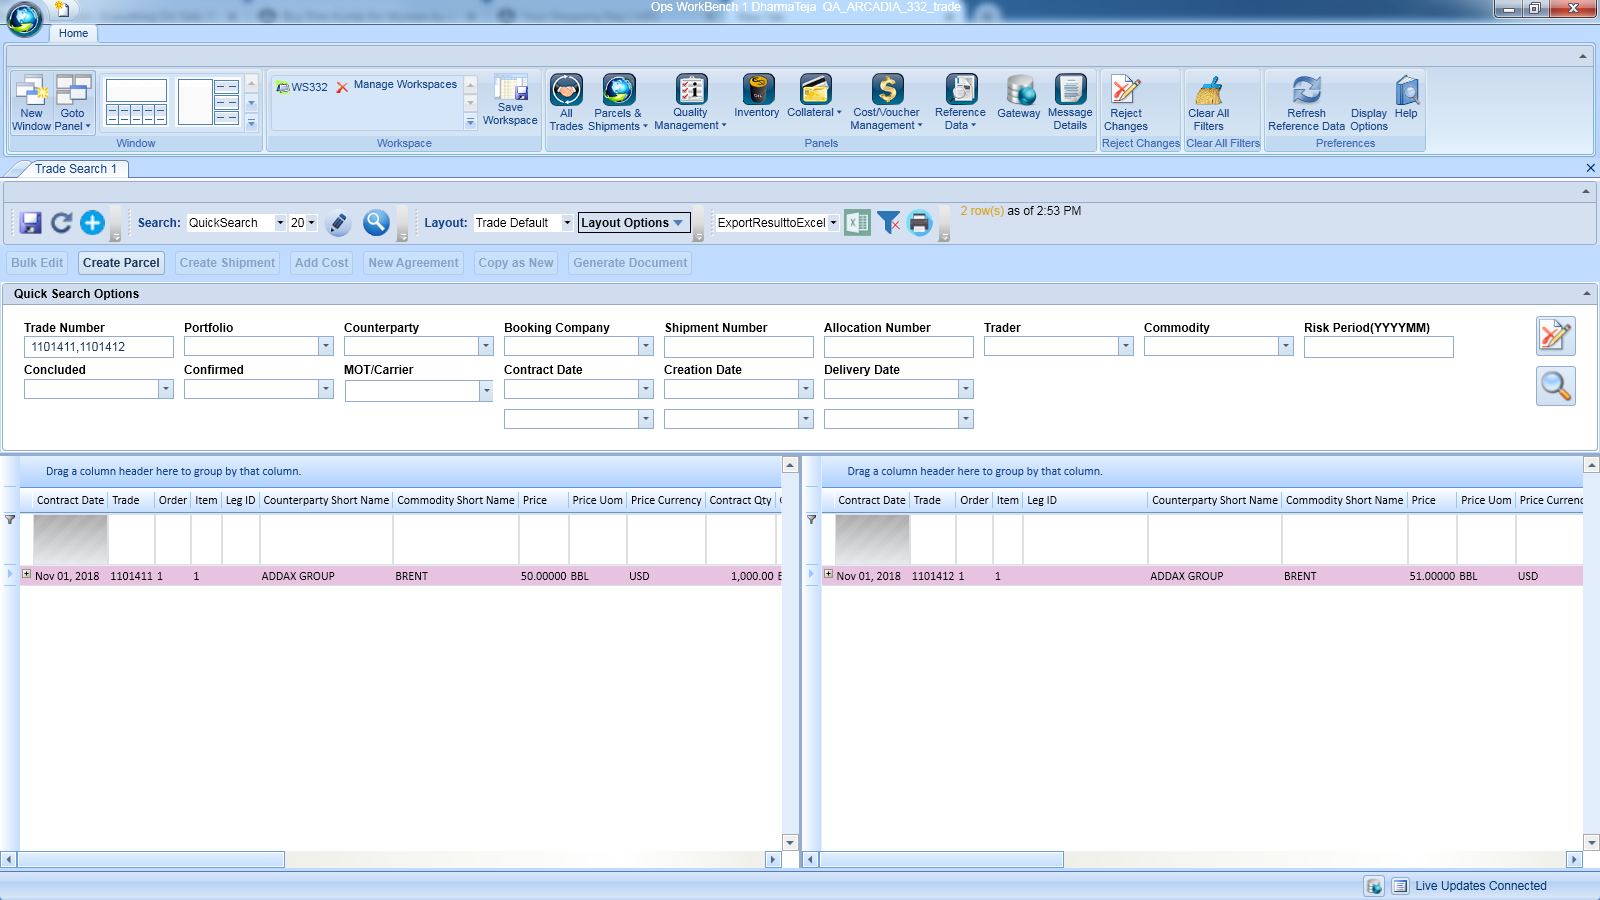 Ops WorkBench 1 DharmaTeja QA_ARCADIA_332_trade
Home
New Window
Goto Panel
Window
WS332
Manage Workspaces
Save Workspace
Workspace
All Trades
Parcels & Shipments
Quality Management
Inventory
Collateral
Cost/Voucher Management
Reference Data
Gateway
Message Details
Panels
Reject Changes
Reject Changes
Clear All Filters
Clear All Filters
Refresh Reference Data
Display Options
Help
Preferences
Trade Search 1
Search: QuickSearch 20 Layout: Trade Default Layout Options ExportResulttoExcel 2 row(s) as of 2:53 PM
Bulk Edit Create Parcel Create Shipment Add Cost New Agreement Copy as New Generate Document
Quick Search Options
Trade Number Portfolio Counterparty Booking Company Shipment Number Allocation Number Trader Commodity Risk Period(YYYYMM)
1101411,1101412
Concluded Confirmed MOT/Carrier Contract Date Creation Date Delivery Date
Drag a column header here to group by that column.
Contract Date Trade Order Item Leg ID Counterparty Short Name Commodity Short Name Price Price Uom Price Currency Contract Qty
Nov 01, 2018 1101411 1 1 ADDAX GROUP BRENT 50.00000 BBL USD 1,000.00
Drag a column header here to group by that column.
Contract Date Trade Order Item Leg ID Counterparty Short Name Commodity Short Name Price Price Uom Price Currenc
Nov 01, 2018 1101412 1 1 ADDAX GROUP BRENT 51.00000 BBL USD
Live Updates Connected